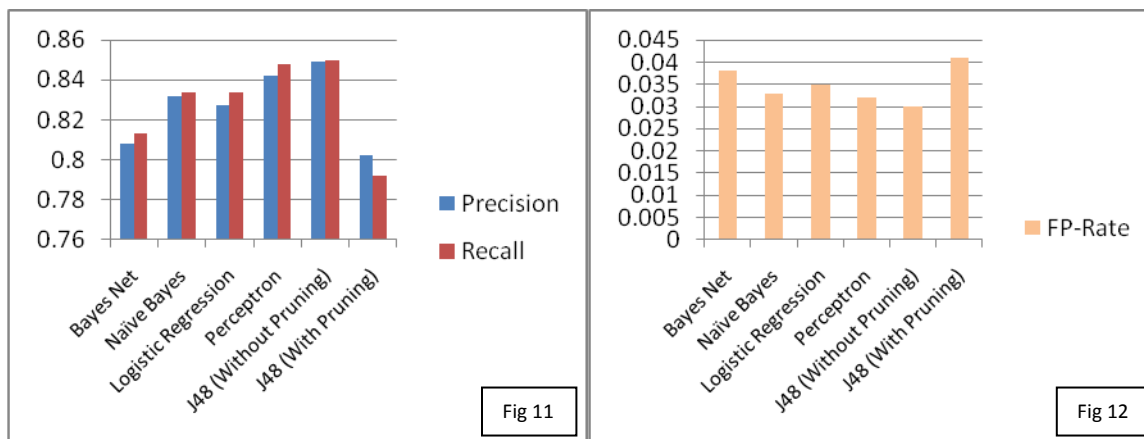 0.86
0.84
0.82
0.8
0.78
0.76
Bayes Net
Naïve Bayes
Logistic Regression
Perceptron
J48 (Without Pruning)
J48 (With Pruning)
Precision
Recall
Fig 11
0.045
0.04
0.035
0.03
0.025
0.02
0.015
0.01
0.005
0
Bayes Net
Naïve Bayes
Logistic Regression
Perceptron
J48 (Without Pruning)
J48 (With Pruning)
FP-Rate
Fig 12